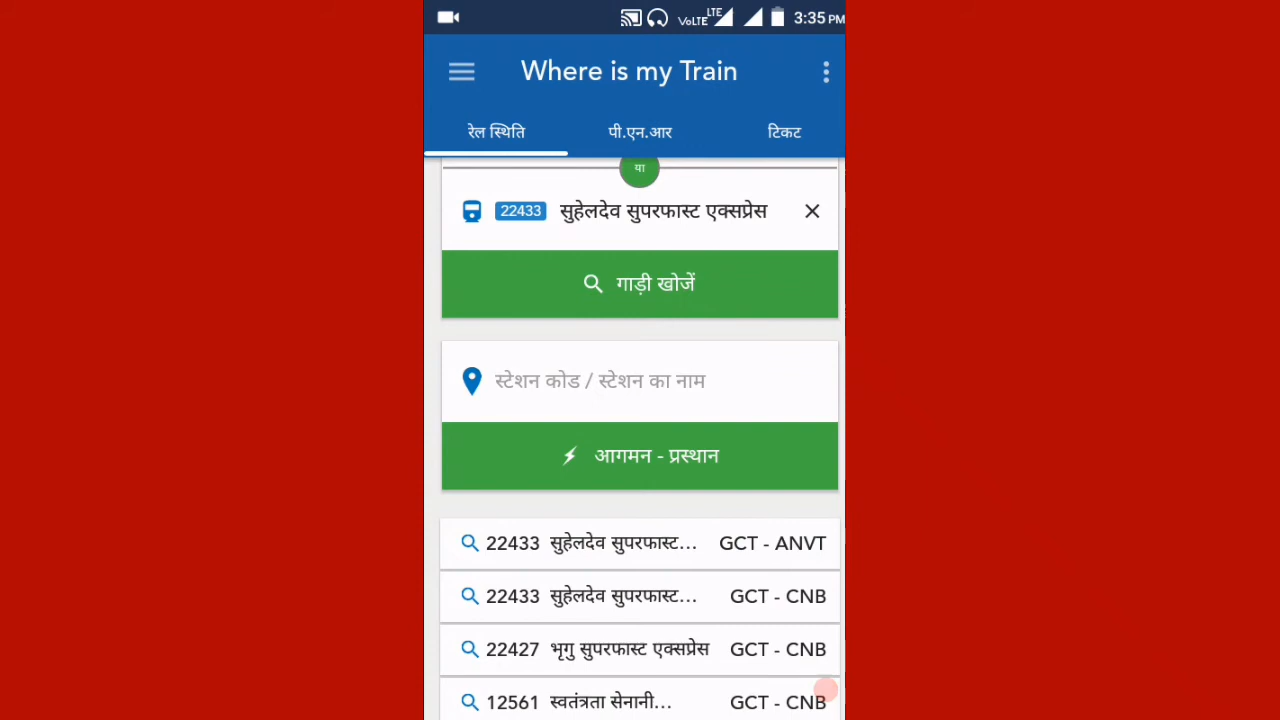 VoLTE LTE 3:35 PM
Where is my Train
रेल स्थिति पी.एन.आर टिकट
या
22433 सुहेलदेव सुपरफास्ट एक्सप्रेस
गाड़ी खोजें
स्टेशन कोड / स्टेशन का नाम
आगमन - प्रस्थान
22433 सुहेलदेव सुपरफास्ट... GCT - ANVT
22433 सुहेलदेव सुपरफास्ट... GCT - CNB
22427 भृगु सुपरफास्ट एक्सप्रेस GCT - CNB
12561 स्वतंत्रता सेनानी... GCT - CNB